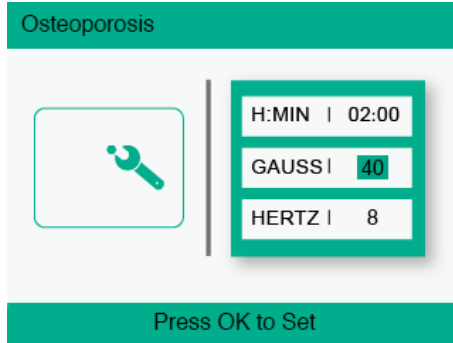 Osteoporosis
H:MIN | 02:00
GAUSS | 40
HERTZ | 8
Press OK to Set